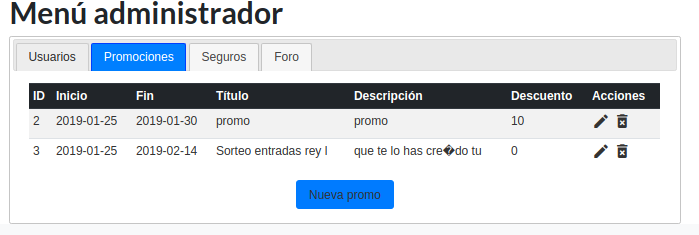 Menú administrador
Usuarios Promociones Seguros Foro
ID Inicio Fin Título Descripción Descuento Acciones
2 2019-01-25 2019-01-30 promo promo 10
3 2019-01-25 2019-02-14 Sorteo entradas rey l que te lo has cre�do tu 0
Nueva promo